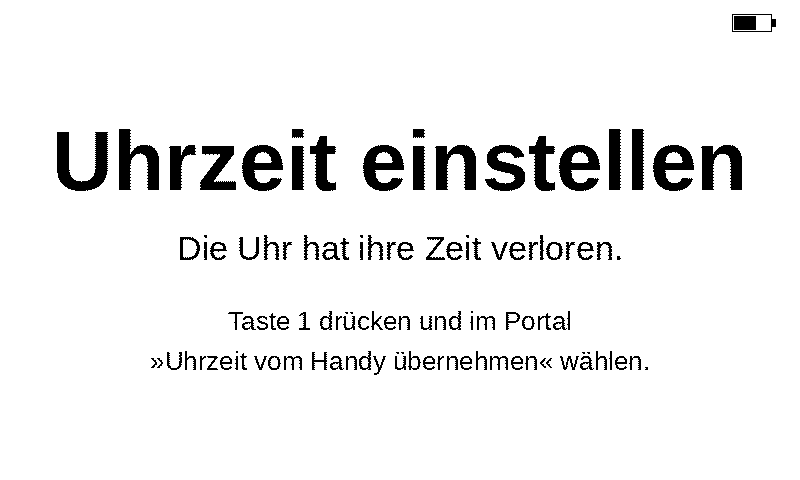 Uhrzeit einstellen
Die Uhr hat ihre Zeit verloren.
Taste 1 drücken und im Portal
»Uhrzeit vom Handy übernehmen« wählen.